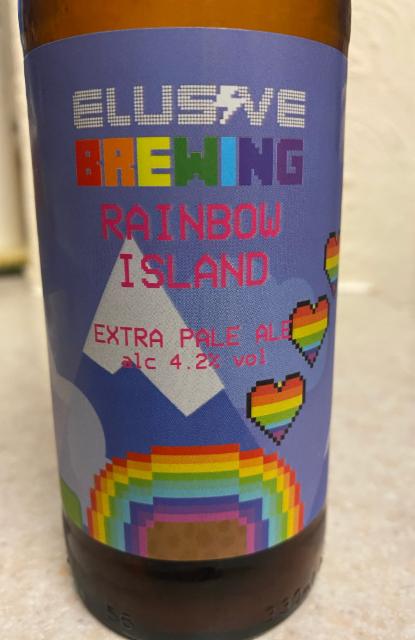 ELUSIVE
BREWING
RAINBOW
ISLAND
EXTRA PALE ALE
alc 4.2% vol